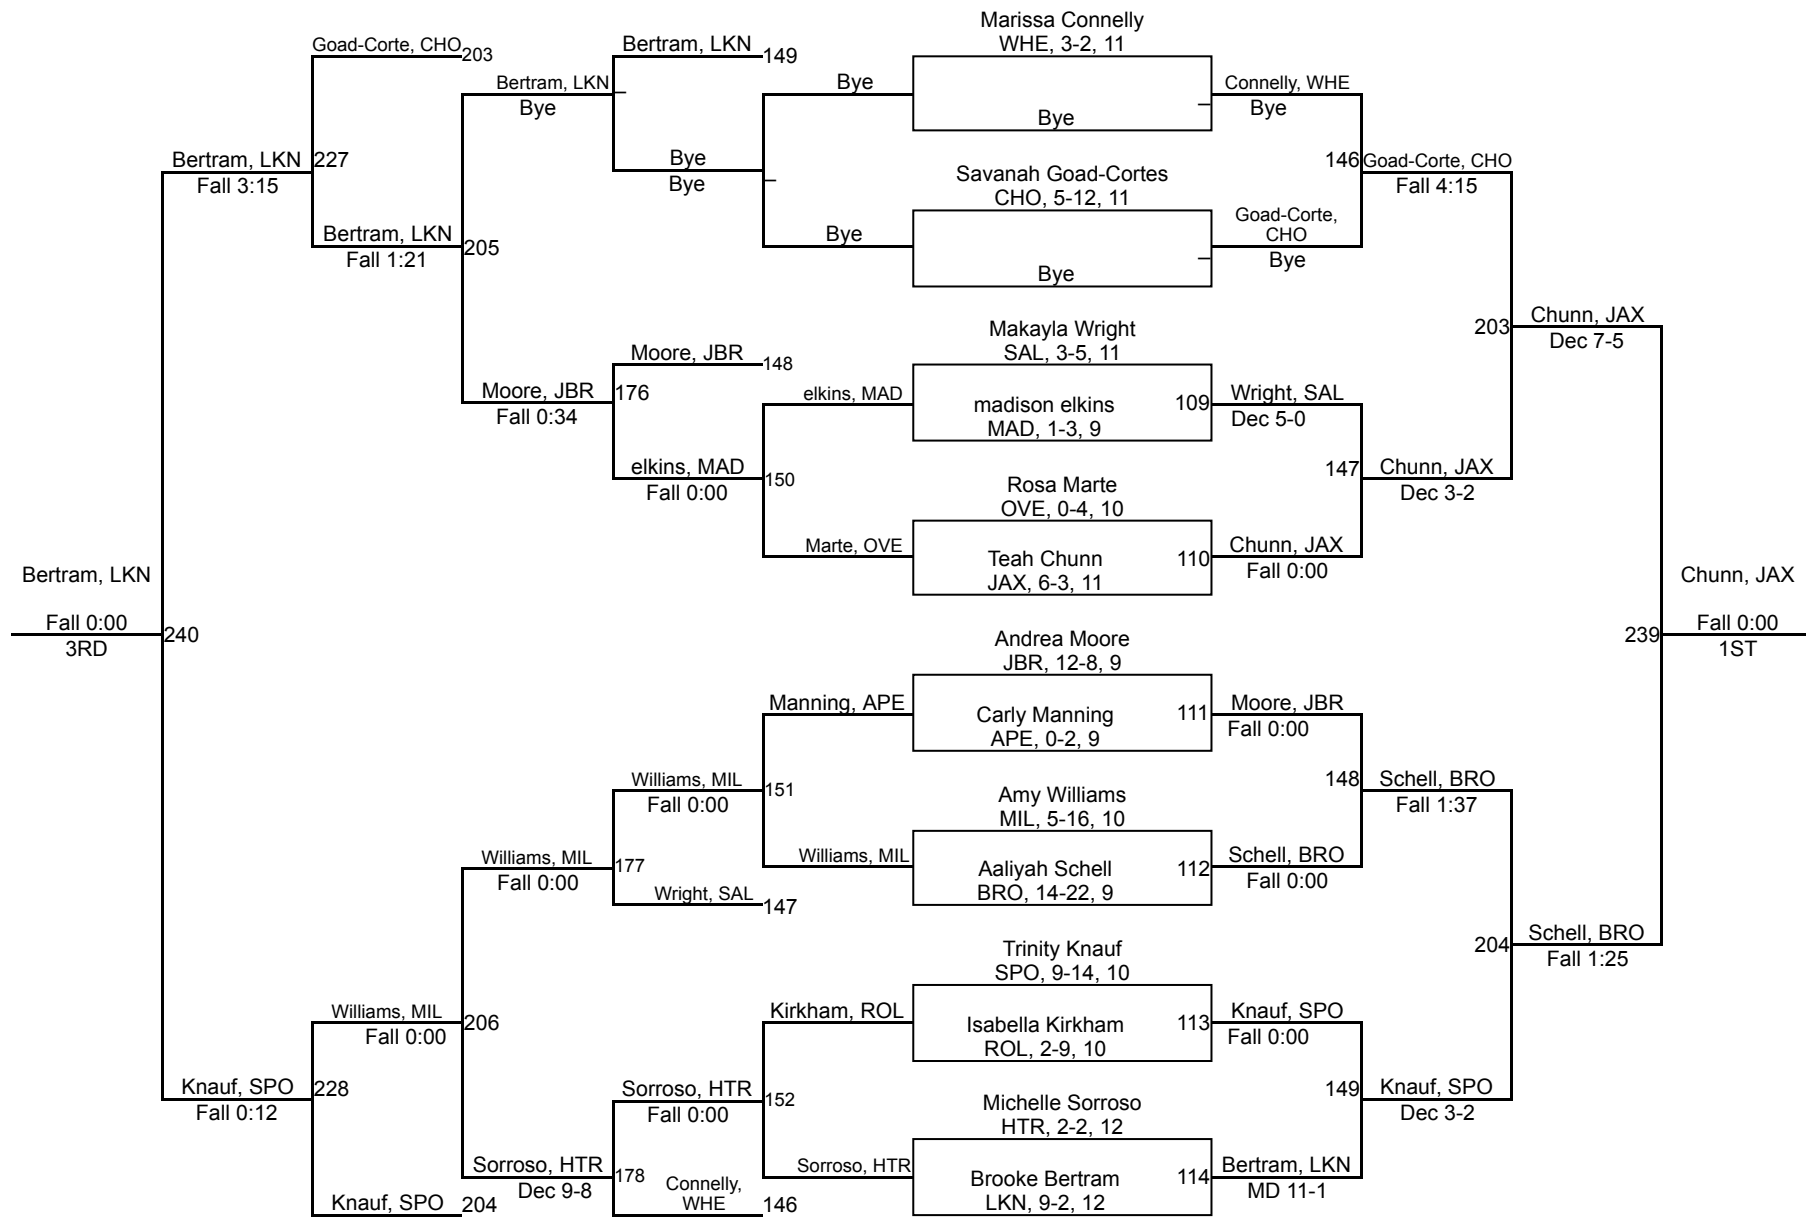 Marissa Connelly
WHE, 3-2, 11
Bye
Savanah Goad-Cortes
CHO, 5-12, 11
Bye
Makayla Wright
SAL, 3-5, 11
madison elkins
MAD, 1-3, 9
109
Rosa Marte
OVE, 0-4, 10
Teah Chunn
JAX, 6-3, 11
110
Andrea Moore
JBR, 12-8, 9
Carly Manning
APE, 0-2, 9
111
Amy Williams
MIL, 5-16, 10
Aaliyah Schell
BRO, 14-22, 9
112
Trinity Knauf
SPO, 9-14, 10
Isabella Kirkham
ROL, 2-9, 10
113
Michelle Sorroso
HTR, 2-2, 12
Brooke Bertram
LKN, 9-2, 12
114
Connelly, WHE
Bye
146
Goad-Corte,
CHO
Bye
Wright, SAL
Dec 5-0
147
Chunn, JAX
Fall 0:00
Moore, JBR
Fall 0:00
148
Schell, BRO
Fall 0:00
Knauf, SPO
Fall 0:00
149
Bertram, LKN
MD 11-1
Goad-Corte, CHO
Fall 4:15
203
Chunn, JAX
Dec 3-2
Schell, BRO
Fall 1:37
204
Knauf, SPO
Dec 3-2
Chunn, JAX
Dec 7-5
239
Schell, BRO
Fall 1:25
Chunn, JAX
Fall 0:00
1ST
Bye
Bye
elkins, MAD
Marte, OVE
Manning, APE
Williams, MIL
Kirkham, ROL
Sorroso, HTR
Bertram, LKN
149
Bye
Bye
Moore, JBR
148
elkins, MAD
150
Fall 0:00
Williams, MIL
151
Fall 0:00
Wright, SAL
147
Sorroso, HTR
152
Fall 0:00
Connelly,
WHE
146
Bertram, LKN
Bye
Moore, JBR
176
Fall 0:34
Williams, MIL
177
Fall 0:00
Sorroso, HTR
178
Dec 9-8
Goad-Corte, CHO
203
Bertram, LKN
205
Fall 1:21
Williams, MIL
206
Fall 0:00
Knauf, SPO
204
Bertram, LKN
227
Fall 3:15
Knauf, SPO
228
Fall 0:12
Bertram, LKN
Fall 0:00
240
3RD